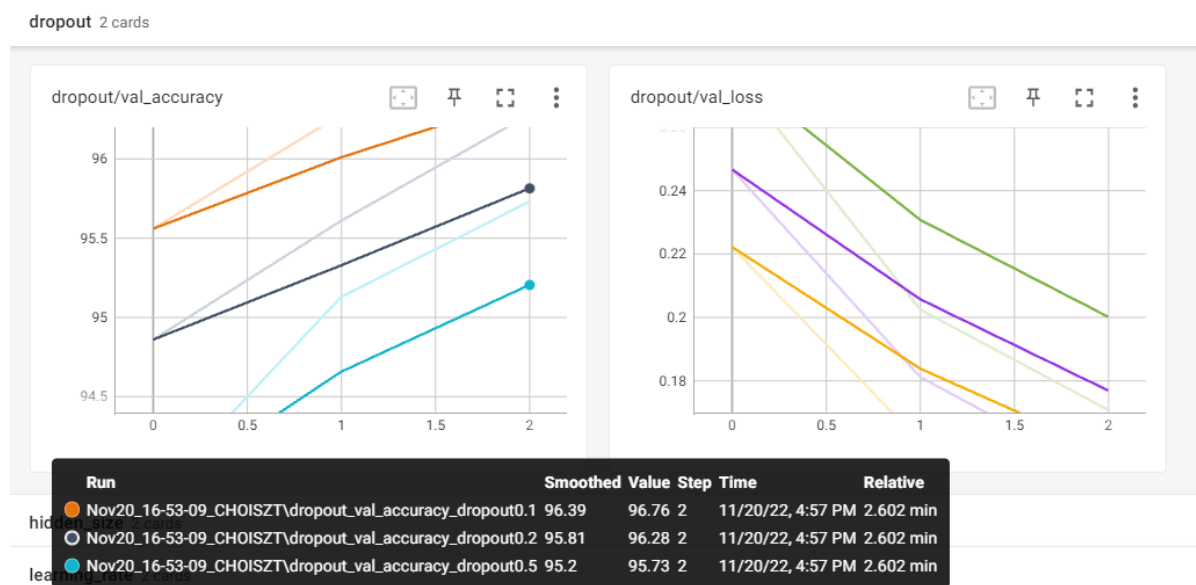 dropout 2 cards
dropout/val_accuracy
96
95.5
95
94.5
0 0.5 1 1.5 2
dropout/val_loss
0.24
0.22
0.2
0.18
0 0.5 1 1.5 2
Run Smoothed Value Step Time Relative
Nov20_16-53-09_CHOISZT\dropout_val_accuracy_dropout0.1 96.39 96.76 2 11/20/22, 4:57 PM 2.602 min
Nov20_16-53-09_CHOISZT\dropout_val_accuracy_dropout0.2 95.81 96.28 2 11/20/22, 4:57 PM 2.602 min
Nov20_16-53-09_CHOISZT\dropout_val_accuracy_dropout0.5 95.2 95.73 2 11/20/22, 4:57 PM 2.602 min
hidden_size 2 cards
learning_rate 2 cards